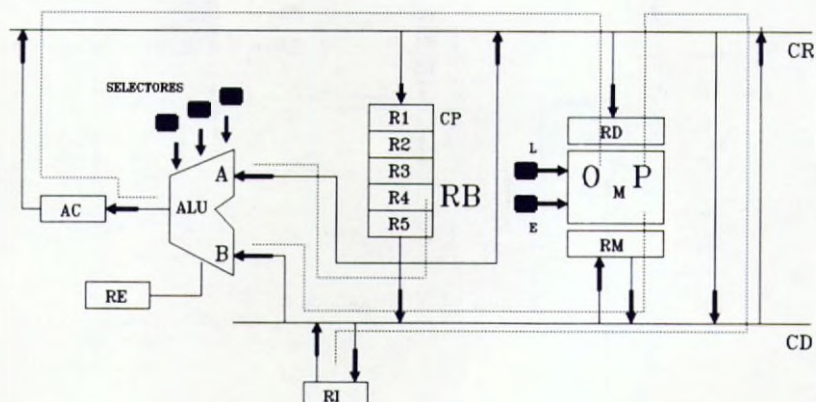 CR
SELECTORES
R1
CP
R2
R3
R4
R5
RB
RD
L
O
M
P
E
A
ALU
B
AC
RM
RE
CD
RI